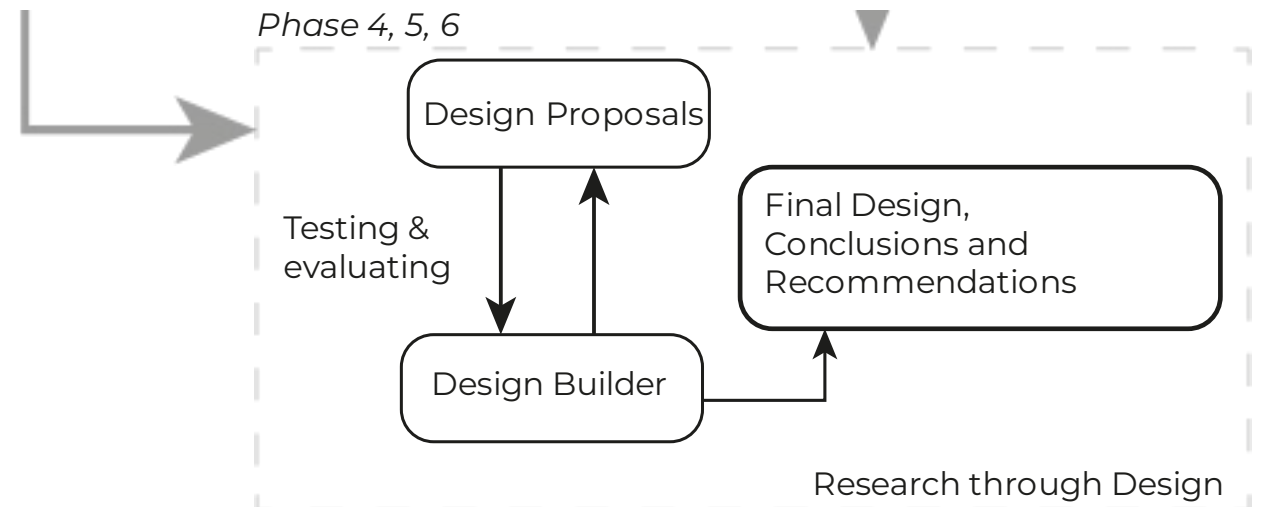 Phase 4, 5, 6
Design Proposals
Testing &
evaluating
Final Design,
Conclusions and
Recommendations
Design Builder
Research through Design